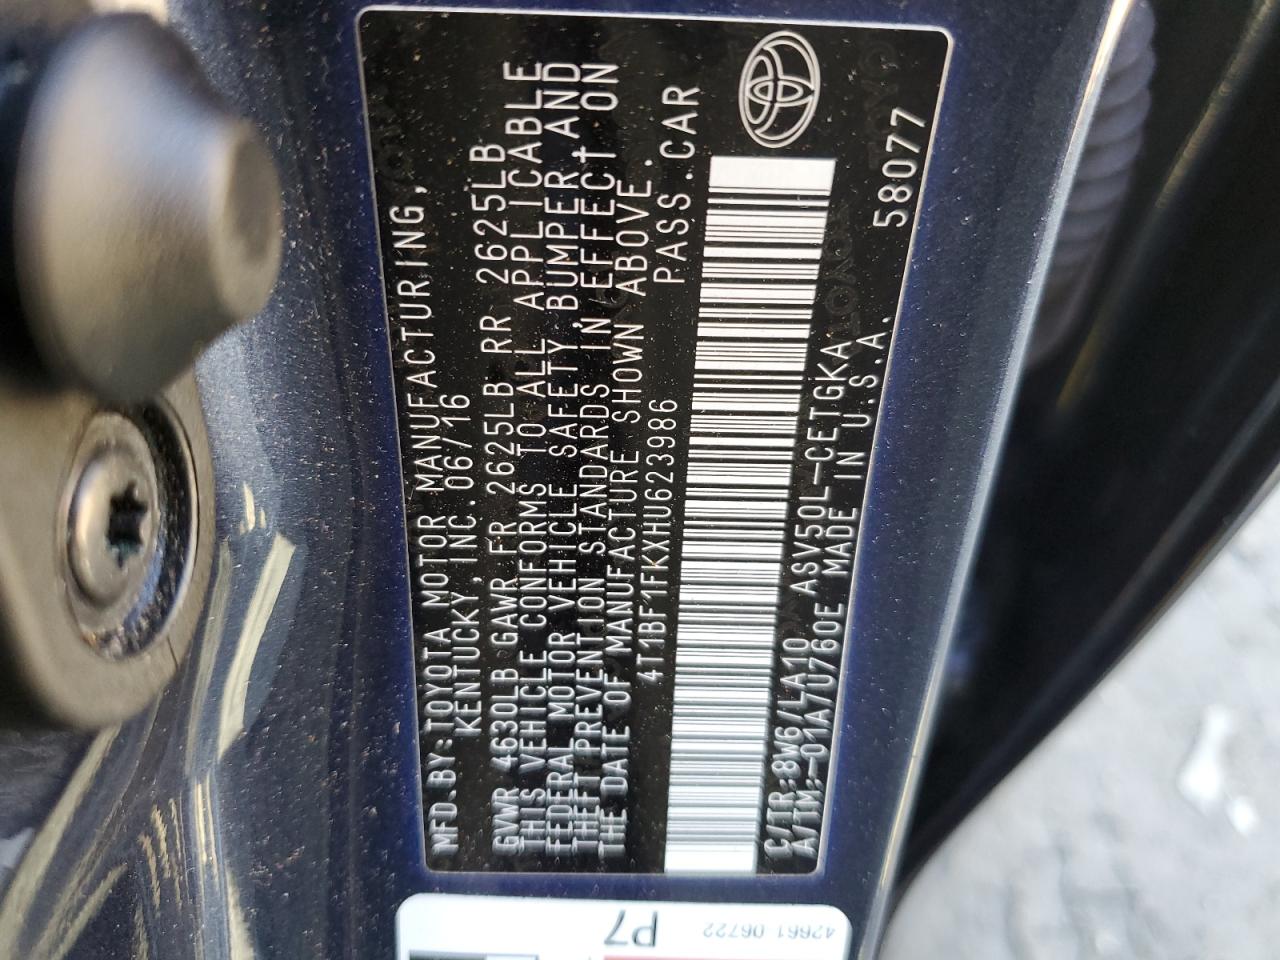 MFD.BY:TOYOTA MOTOR MANUFACTURING,
KENTUCKY, INC. 06/16
GVWR 4630LB GAWR FR 2625LB RR 2625LB
THIS VEHICLE CONFORMS TO ALL APPLICABLE
FEDERAL MOTOR VEHICLE SAFETY, BUMPER, AND
THEFT PREVENTION STANDARDS IN EFFECT ON
THE DATE OF MANUFACTURE SHOWN ABOVE.
4T1BF1FKXHU623986 PASS.CAR
C/TR:8W6/LA10 ASV50L-CETGKA
A/TM:-01A/U760E MADE IN U.S.A.
58077
P7
42661 06722